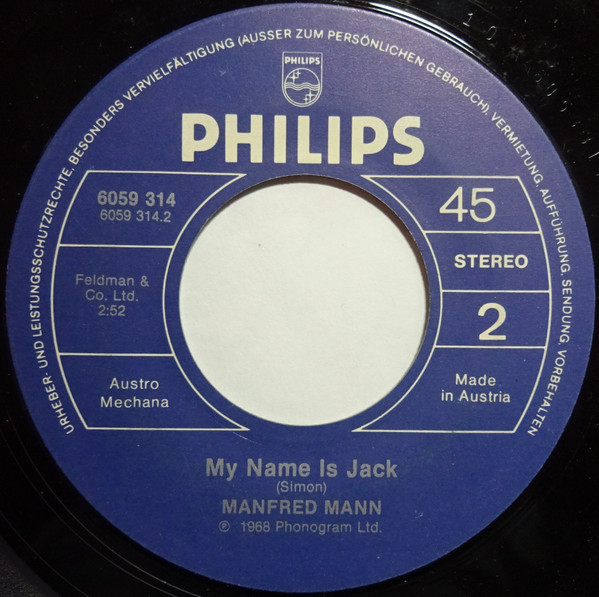 URHEBER- UND LEISTUNGSSCHUTZRECHTE, BESONDERS VERVIELFÄLTIGUNG (AUSSER ZUM PERSÖNLICHEN GEBRAUCH), VERMIETUNG, AUFFÜHRUNG, SENDUNG, VORBEHALTEN
PHILIPS
PHILIPS
6059 314
6059 314.2
45
Feldman &
Co. Ltd.
2:52
STEREO
2
Austro
Mechana
Made
in Austria
My Name Is Jack
(Simon)
MANFRED MANN
℗ 1968 Phonogram Ltd.